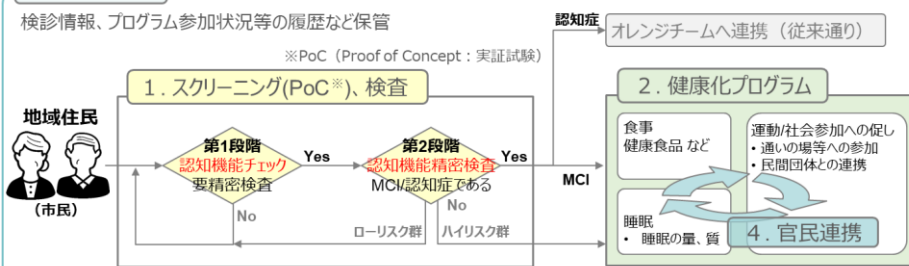 検診情報、プログラム参加状況等の履歴など保管
認知症
オレンジチームへ連携（従来通り）
※PoC（Proof of Concept：実証試験）
1．スクリーニング(PoC※)、検査
2．健康化プログラム
地域住民
（市民）
第1段階
認知機能チェック
要精密検査
Yes
No
第2段階
認知機能精密検査
MCI/認知症である
Yes
No
MCI
ローリスク群
ハイリスク群
食事
健康食品 など
運動/社会参加への促し
・通いの場等への参加
・民間団体との連携
睡眠
・ 睡眠の量、質
4．官民連携